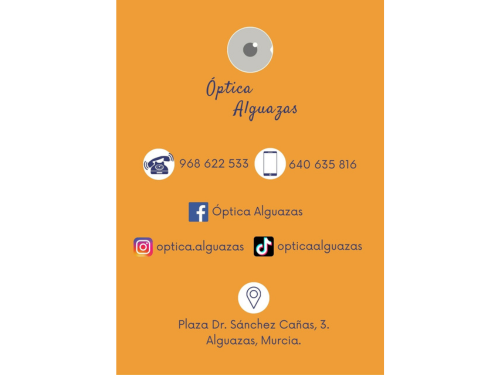 Óptica
Alguazas
968 622 533 640 635 816
Óptica Alguazas
optica.alguazas opticaalguazas
Plaza Dr. Sánchez Cañas, 3.
Alguazas, Murcia.